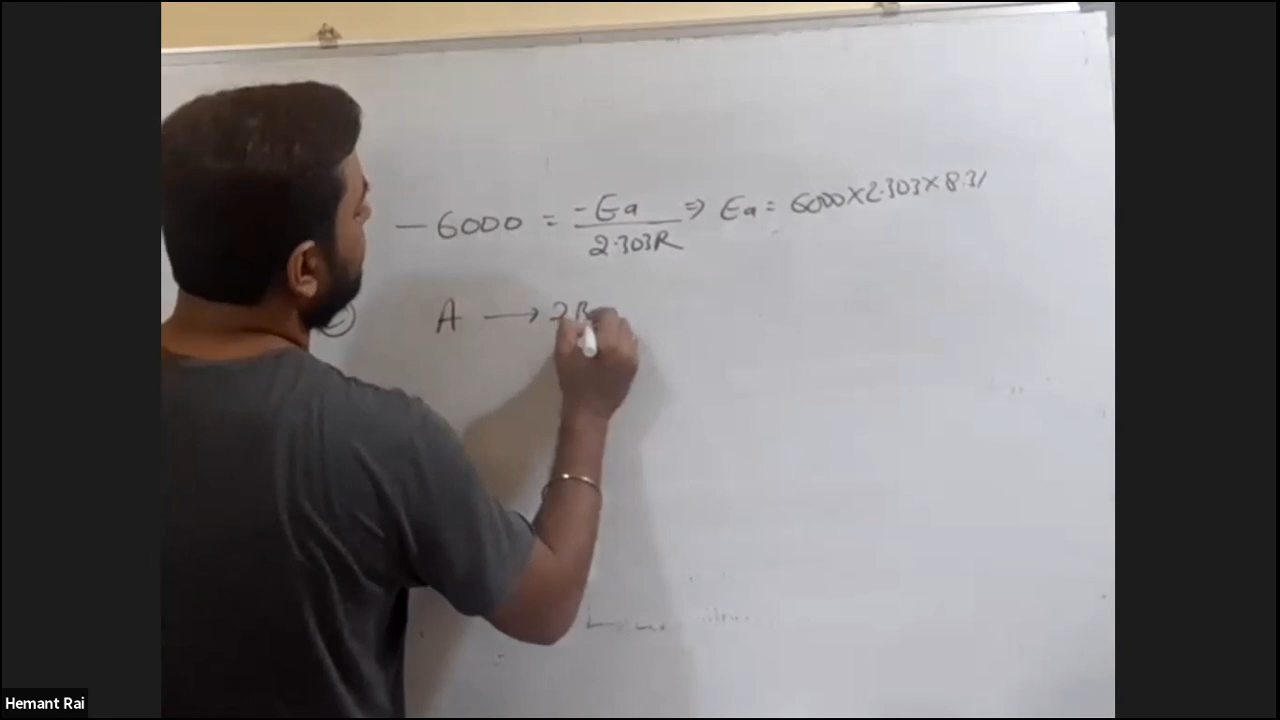 - 6000 = -Ea / 2.303R ⇒ Ea = 6000 × 2.303 × 8.31
A → 2B
Hemant Rai